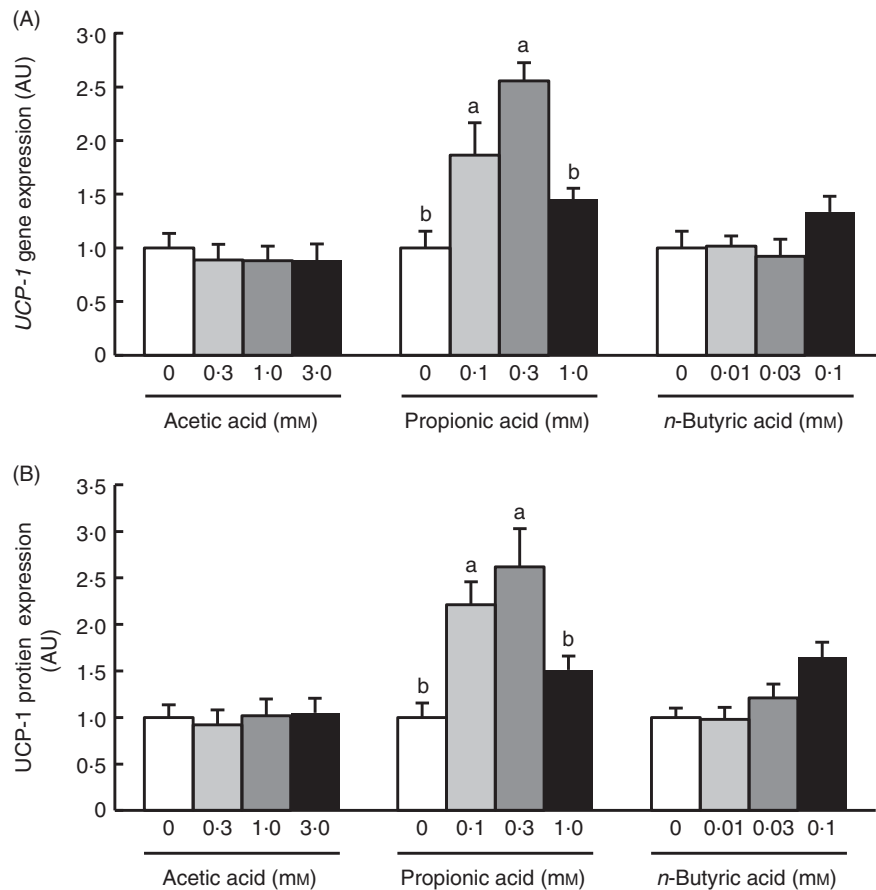 (A)
UCP-1 gene expression (AU)
3·0
2·5
2·0
1·5
1·0
0·5
0
b a a b
0 0·3 1·0 3·0 0 0·1 0·3 1·0 0 0·01 0·03 0·1
Acetic acid (mM) Propionic acid (mM) n-Butyric acid (mM)
(B)
UCP-1 protien expression
(AU)
3·5
3·0
2·5
2·0
1·5
1·0
0·5
0
b a a b
0 0·3 1·0 3·0 0 0·1 0·3 1·0 0 0·01 0·03 0·1
Acetic acid (mM) Propionic acid (mM) n-Butyric acid (mM)